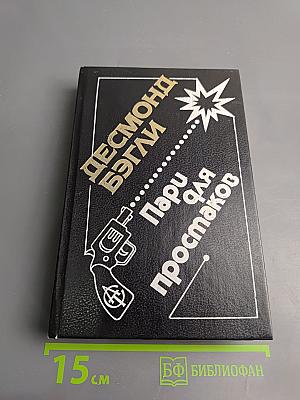 ДЕСМОНД
БЭГЛИ
Пари
для
простаков
15 см
БФ БИБЛИОФАН